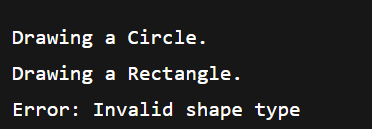 Drawing a Circle.
Drawing a Rectangle.
Error: Invalid shape type